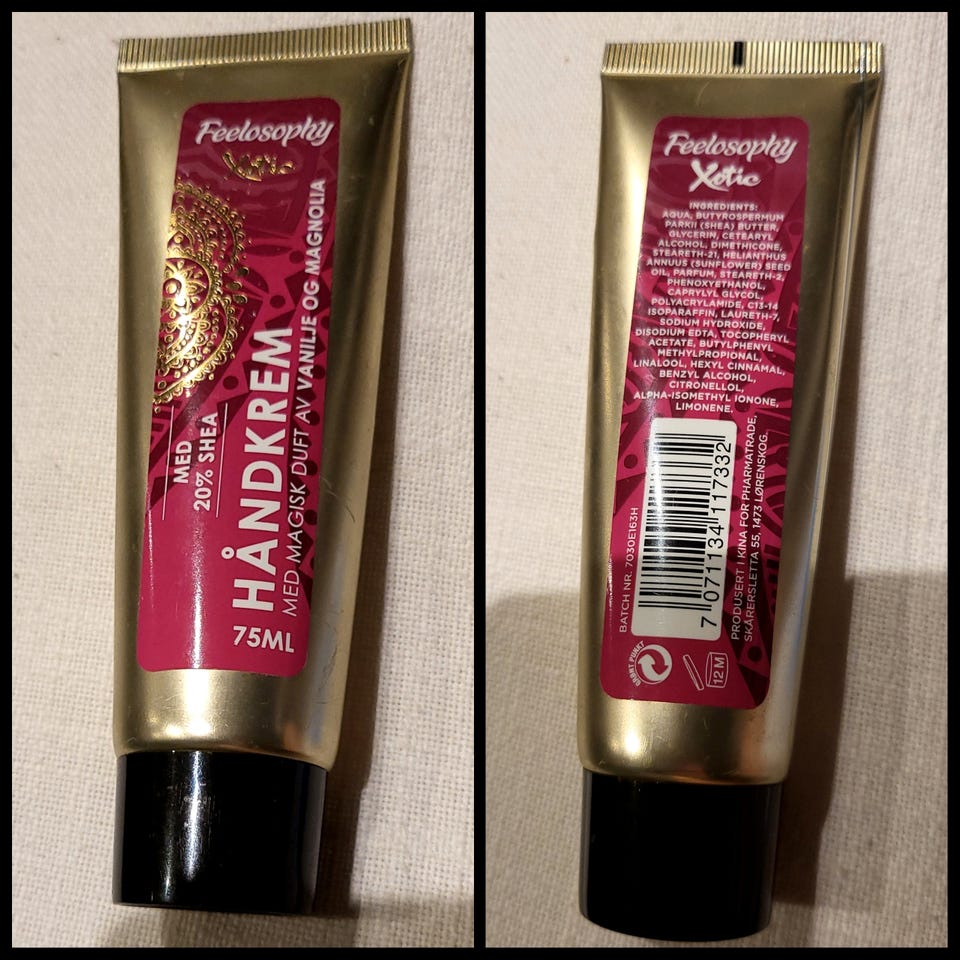 Feelosophy
Xotic
MED
20% SHEA
HÅNDKREM
MED MAGISK DUFT AV VANILJE OG MAGNOLIA
75ML
Feelosophy
Xotic
INGREDIENTS:
AQUA, BUTYROSPERMUM
PARKII (SHEA) BUTTER,
GLYCERIN, CETEARYL
ALCOHOL, DIMETHICONE,
STEARETH-21, HELIANTHUS
ANNUUS (SUNFLOWER) SEED
OIL, PARFUM, STEARETH-2,
PHENOXYETHANOL,
CAPRYLYL GLYCOL,
POLYACRYLAMIDE, C13-14
ISOPARAFFIN, LAURETH-7,
SODIUM HYDROXIDE,
DISODIUM EDTA, TOCOPHERYL
ACETATE, BUTYLPHENYL
METHYLPROPIONAL,
LINALOOL, HEXYL CINNAMAL,
BENZYL ALCOHOL,
CITRONELLOL,
ALPHA-ISOMETHYL IONONE,
LIMONENE.
BATCH NR. 7030E163H
7 071134 117332
PRODUSERT I KINA FOR PHARMATRADE,
SKÅRERSLETTA 55, 1473 LØRENSKOG.
GRØNT PUNKT
12 M